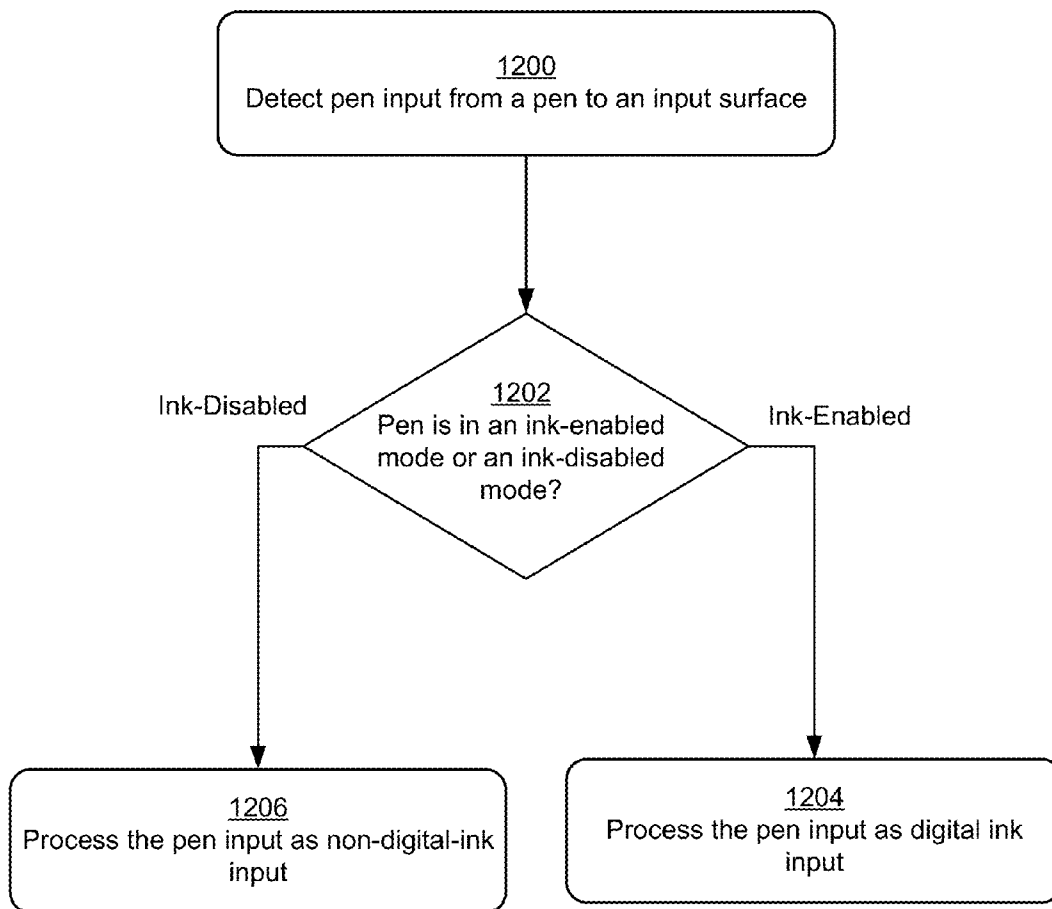 1200
Detect pen input from a pen to an input surface
1202
Pen is in an ink-enabled
mode or an ink-disabled
mode?
Ink-Disabled
Ink-Enabled
1206
Process the pen input as non-digital-ink
input
1204
Process the pen input as digital ink
input